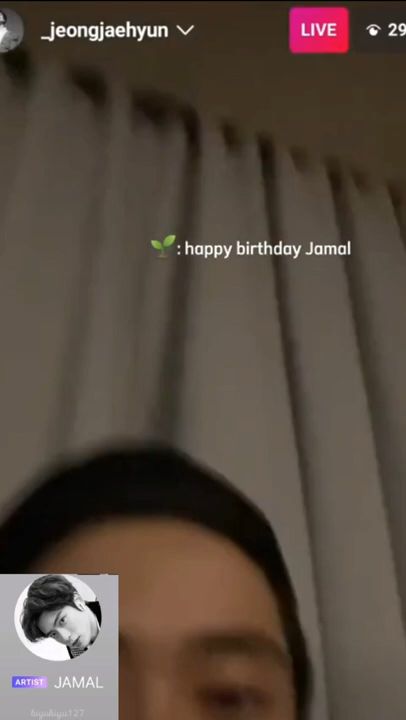 _jeongjaehyun
LIVE
29
🌱: happy birthday Jamal
ARTIST JAMAL